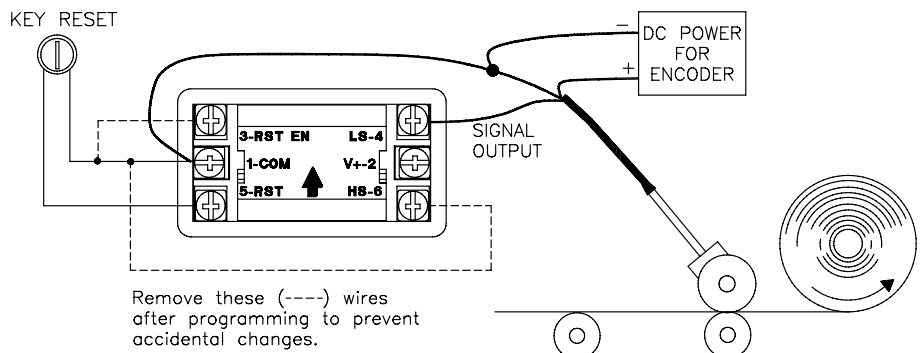 KEY RESET
−
DC POWER
FOR
ENCODER
+
3-RST EN
LS-4
SIGNAL
OUTPUT
1-COM
V+-2
5-RST
HS-6
Remove these (----) wires
after programming to prevent
accidental changes.